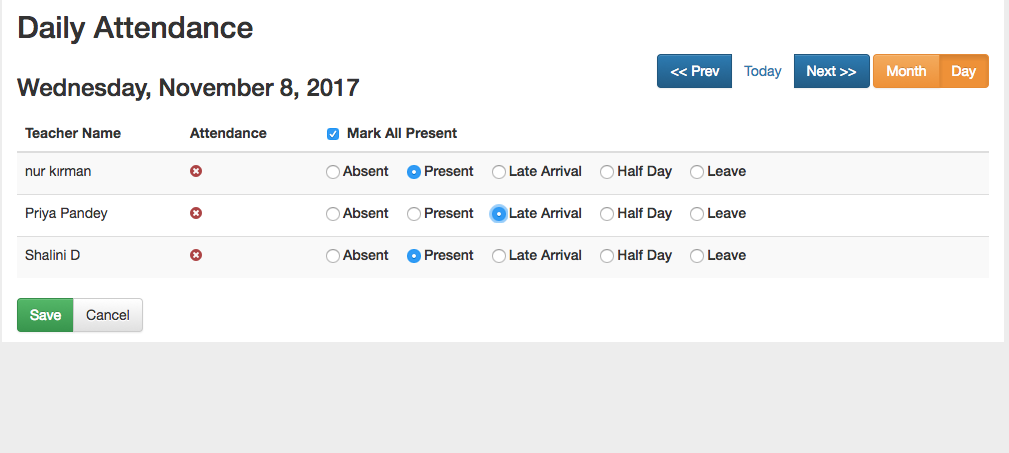 Daily Attendance
Wednesday, November 8, 2017
<< Prev Today Next >> Month Day
Teacher Name Attendance Mark All Present
nur kırman Absent Present Late Arrival Half Day Leave
Priya Pandey Absent Present Late Arrival Half Day Leave
Shalini D Absent Present Late Arrival Half Day Leave
Save Cancel